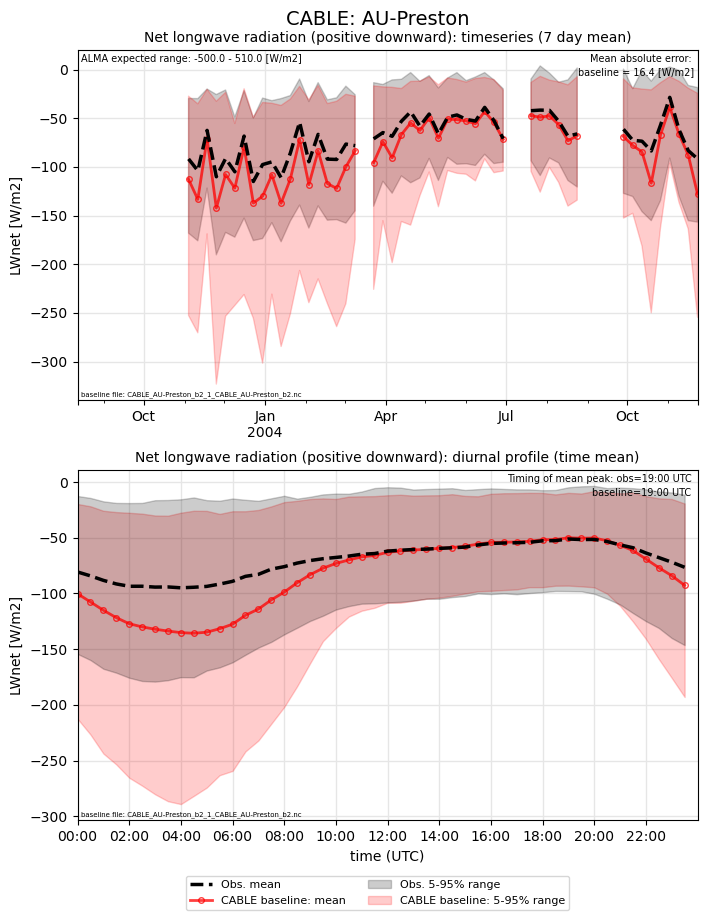 CABLE: AU-Preston
Net longwave radiation (positive downward): timeseries (7 day mean)
ALMA expected range: -500.0 - 510.0 [W/m2]
Mean absolute error:
baseline = 16.4 [W/m2]
0
−50
−100
−150
−200
−250
−300
LWnet [W/m2]
baseline file: CABLE_AU-Preston_b2_1_CABLE_AU-Preston_b2.nc
Oct Jan Apr Jul Oct
2004
Net longwave radiation (positive downward): diurnal profile (time mean)
Timing of mean peak: obs=19:00 UTC
baseline=19:00 UTC
0
−50
−100
−150
−200
−250
−300
LWnet [W/m2]
baseline file: CABLE_AU-Preston_b2_1_CABLE_AU-Preston_b2.nc
00:00 02:00 04:00 06:00 08:00 10:00 12:00 14:00 16:00 18:00 20:00 22:00
time (UTC)
Obs. mean
CABLE baseline: mean
Obs. 5-95% range
CABLE baseline: 5-95% range